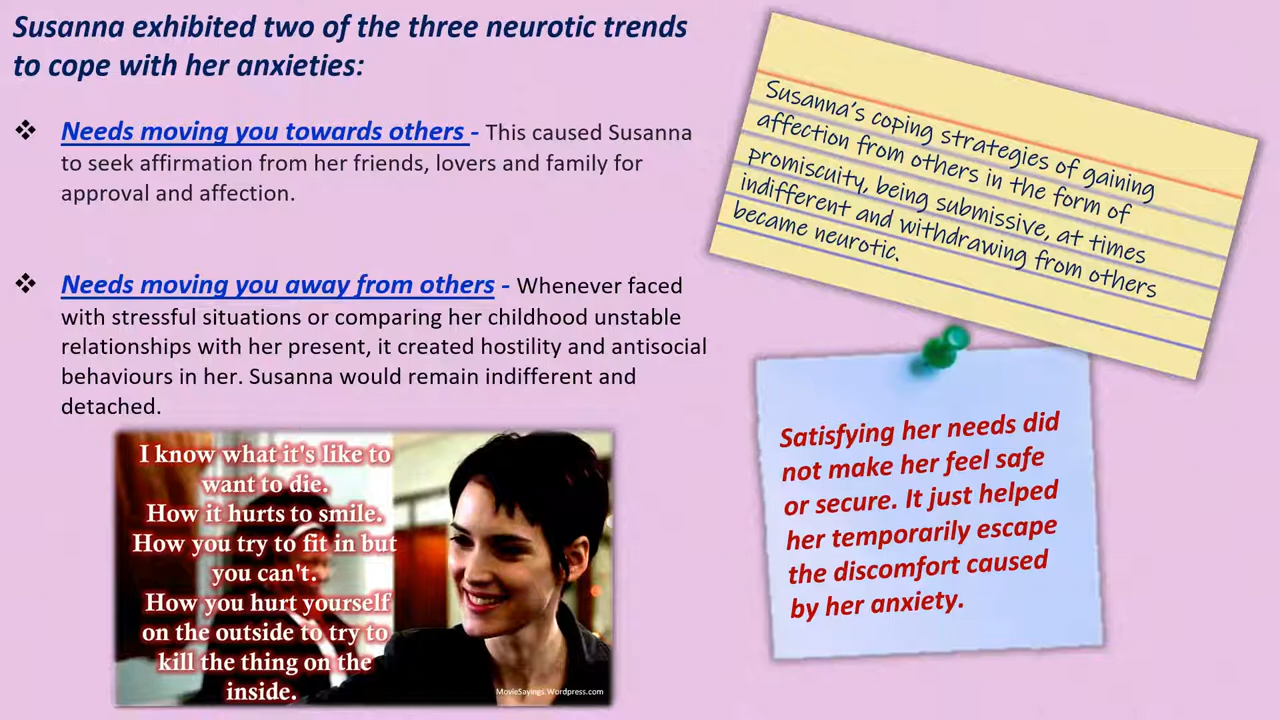 Susanna exhibited two of the three neurotic trends
to cope with her anxieties:
❖ Needs moving you towards others - This caused Susanna
to seek affirmation from her friends, lovers and family for
approval and affection.
❖ Needs moving you away from others - Whenever faced
with stressful situations or comparing her childhood unstable
relationships with her present, it created hostility and antisocial
behaviours in her. Susanna would remain indifferent and
detached.
I know what it's like to
want to die.
How it hurts to smile.
How you try to fit in but
you can't.
How you hurt yourself
on the outside to try to
kill the thing on the
inside.
MovieSayings.Wordpress.com
Susanna's coping strategies of gaining
affection from others in the form of
promiscuity, being submissive, at times
indifferent and withdrawing from others
became neurotic.
Satisfying her needs did
not make her feel safe
or secure. It just helped
her temporarily escape
the discomfort caused
by her anxiety.